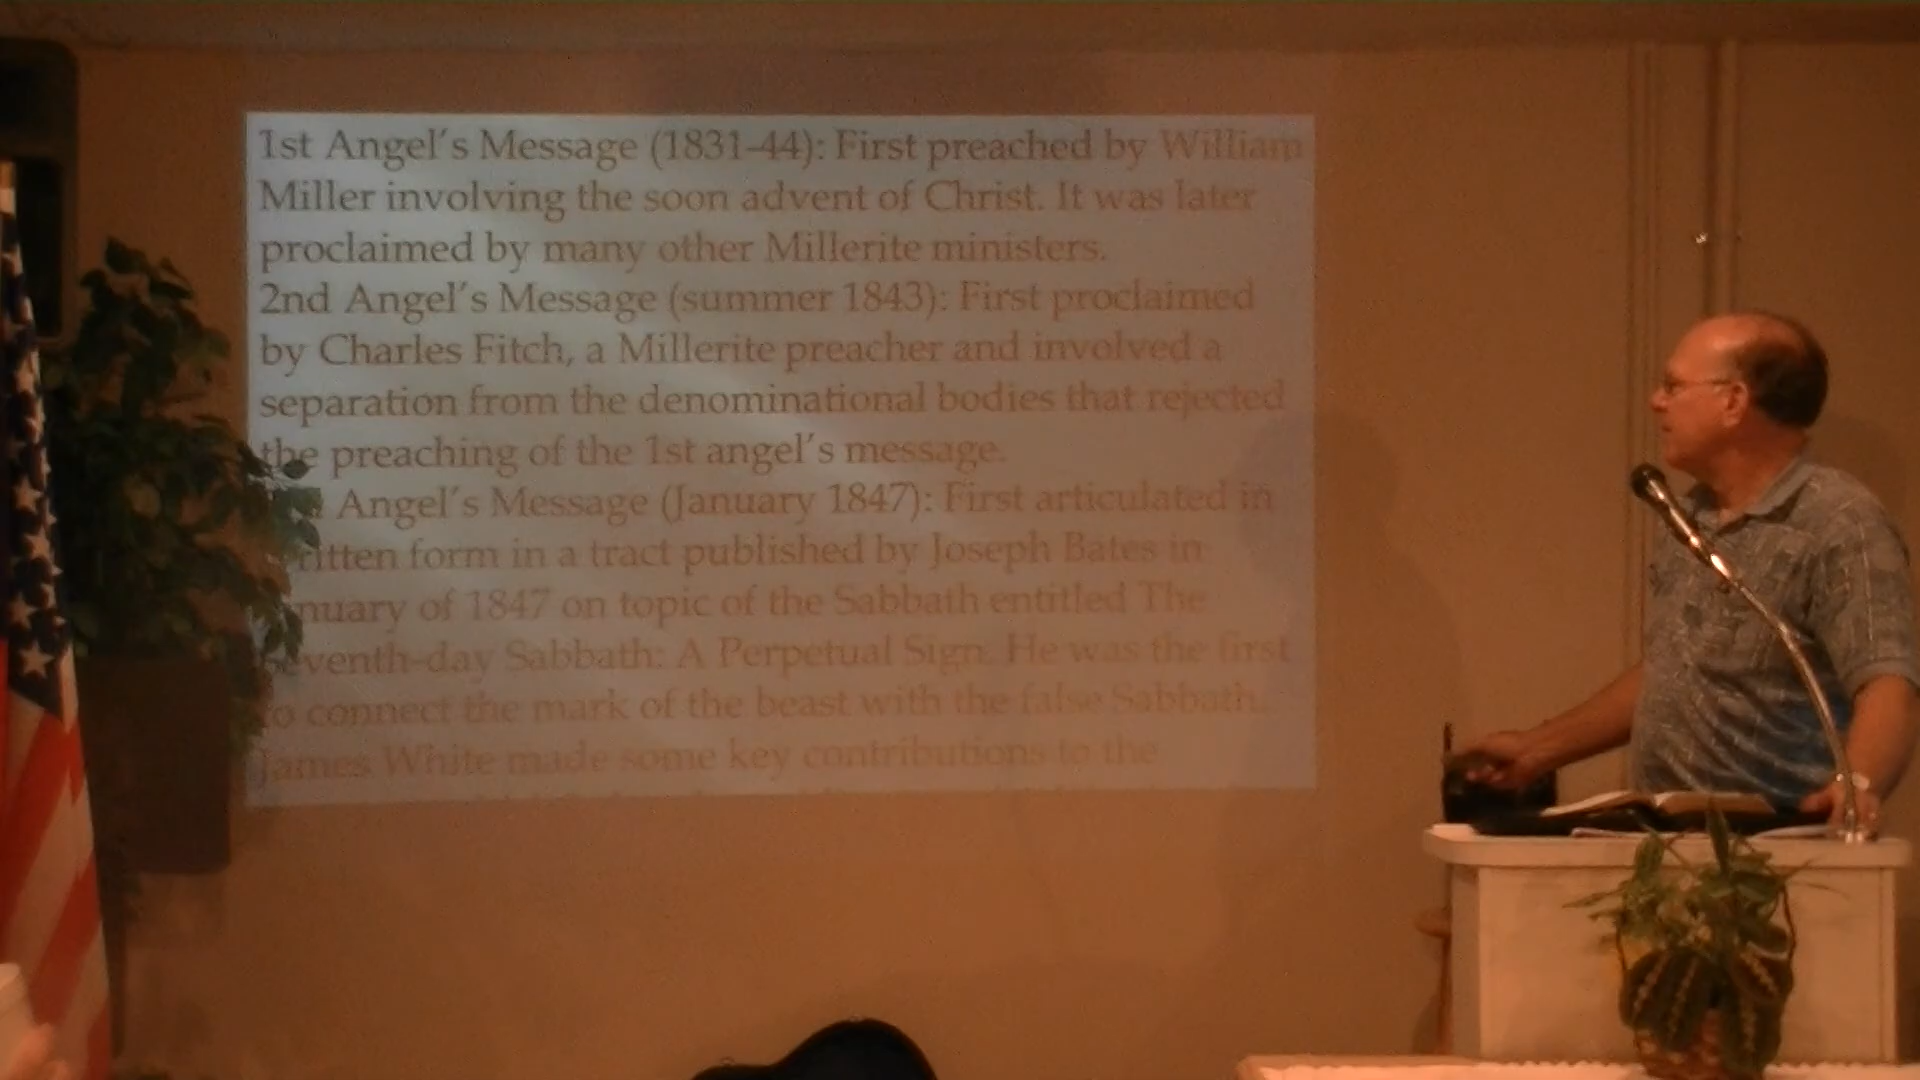 1st Angel's Message (1831-44): First preached by William
Miller involving the soon advent of Christ. It was later
proclaimed by many other Millerite ministers.
2nd Angel's Message (summer 1843): First proclaimed
by Charles Fitch, a Millerite preacher and involved a
separation from the denominational bodies that rejected
the preaching of the 1st angel's message.
Angel's Message (January 1847): First articulated in
ritten form in a tract published by Joseph Bates in
nuary of 1847 on topic of the Sabbath entitled The
eventh-day Sabbath: A Perpetual Sign. He was the first
to connect the mark of the beast with the false Sabbath.
James White made some key contributions to the